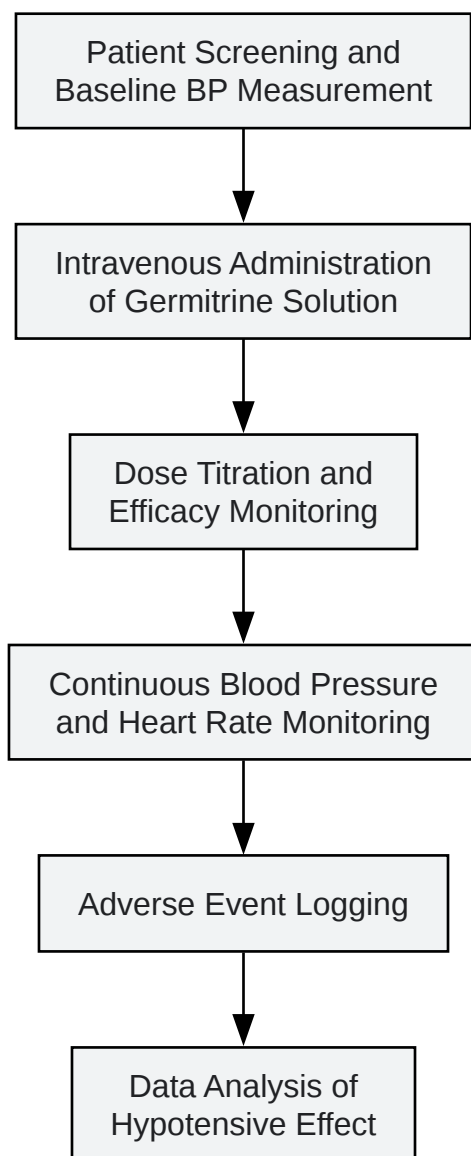 Patient Screening and
Baseline BP Measurement
Intravenous Administration
of Germitrine Solution
Dose Titration and
Efficacy Monitoring
Continuous Blood Pressure
and Heart Rate Monitoring
Adverse Event Logging
Data Analysis of
Hypotensive Effect